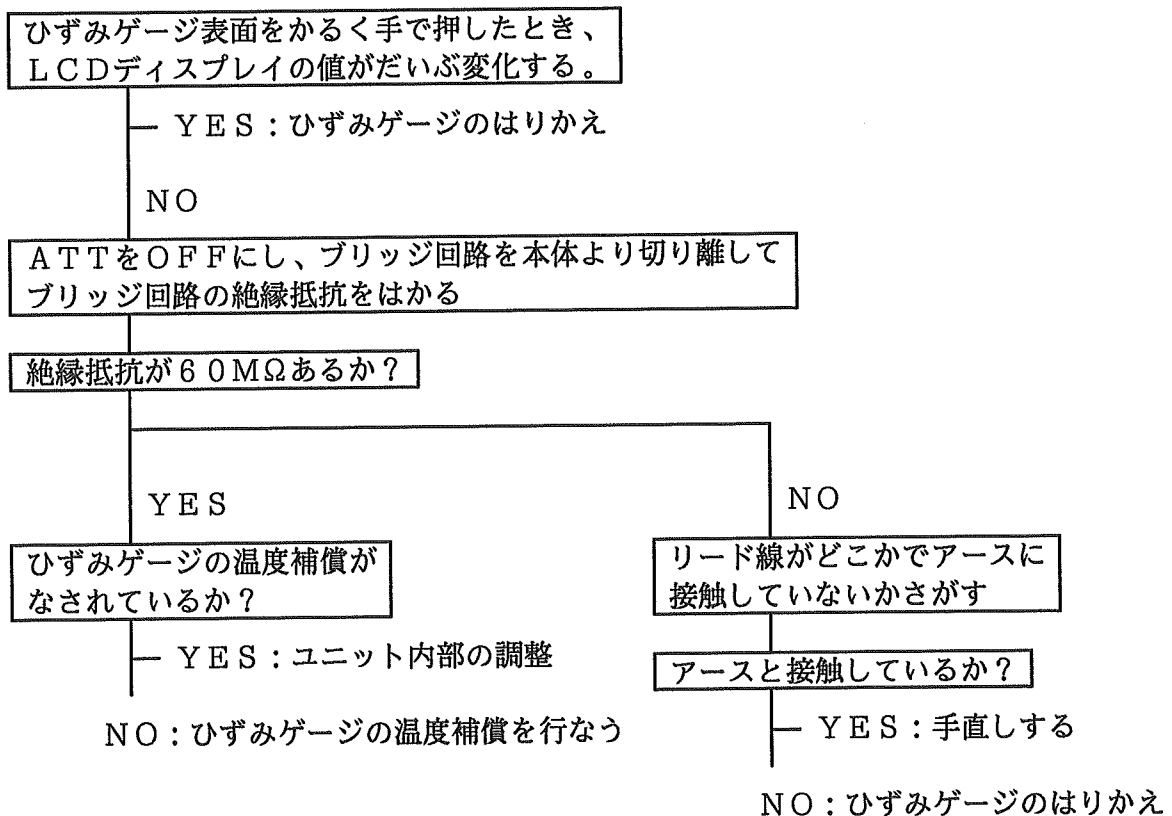 ひずみゲージ表面をかるく手で押したとき、
ＬＣＤディスプレイの値がだいぶ変化する。
ＹＥＳ：ひずみゲージのはりかえ
ＮＯ
ＡＴＴをＯＦＦにし、ブリッジ回路を本体より切り離して
ブリッジ回路の絶縁抵抗をはかる
絶縁抵抗が６０ＭΩあるか？
ＹＥＳ
ひずみゲージの温度補償が
なされているか？
ＹＥＳ：ユニット内部の調整
ＮＯ：ひずみゲージの温度補償を行なう
ＮＯ
リード線がどこかでアースに
接触していないかさがす
アースと接触しているか？
ＹＥＳ：手直しする
ＮＯ：ひずみゲージのはりかえ